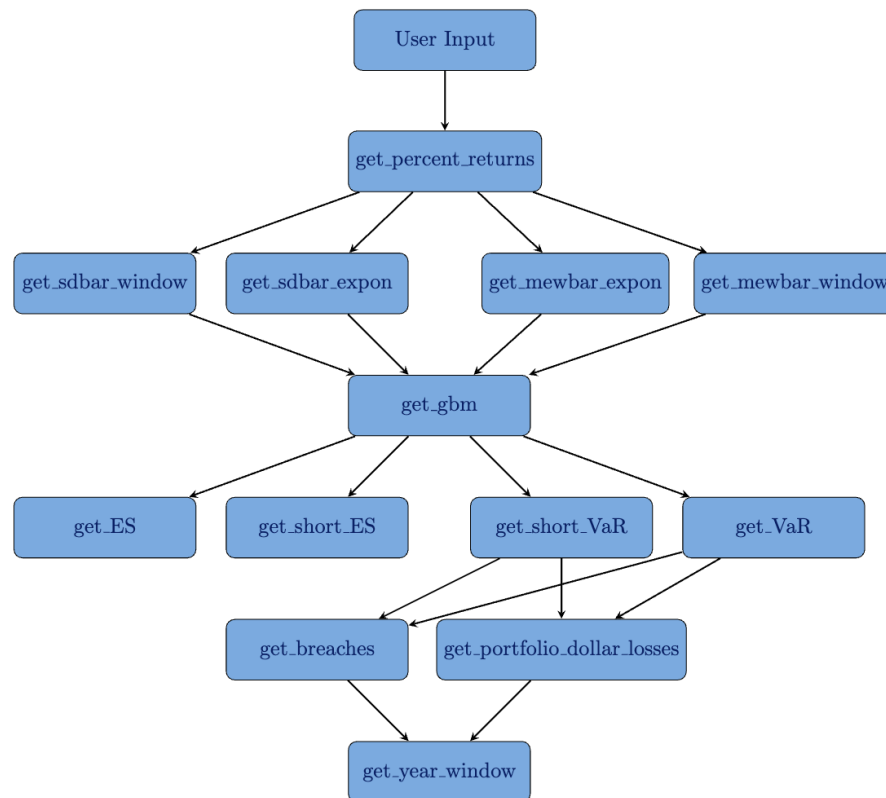 User Input
get_percent_returns
get_sdbar_window
get_sdbar_expon
get_mewbar_expon
get_mewbar_window
get_gbm
get_ES
get_short_ES
get_short_VaR
get_VaR
get_breaches
get_portfolio_dollar_losses
get_year_window